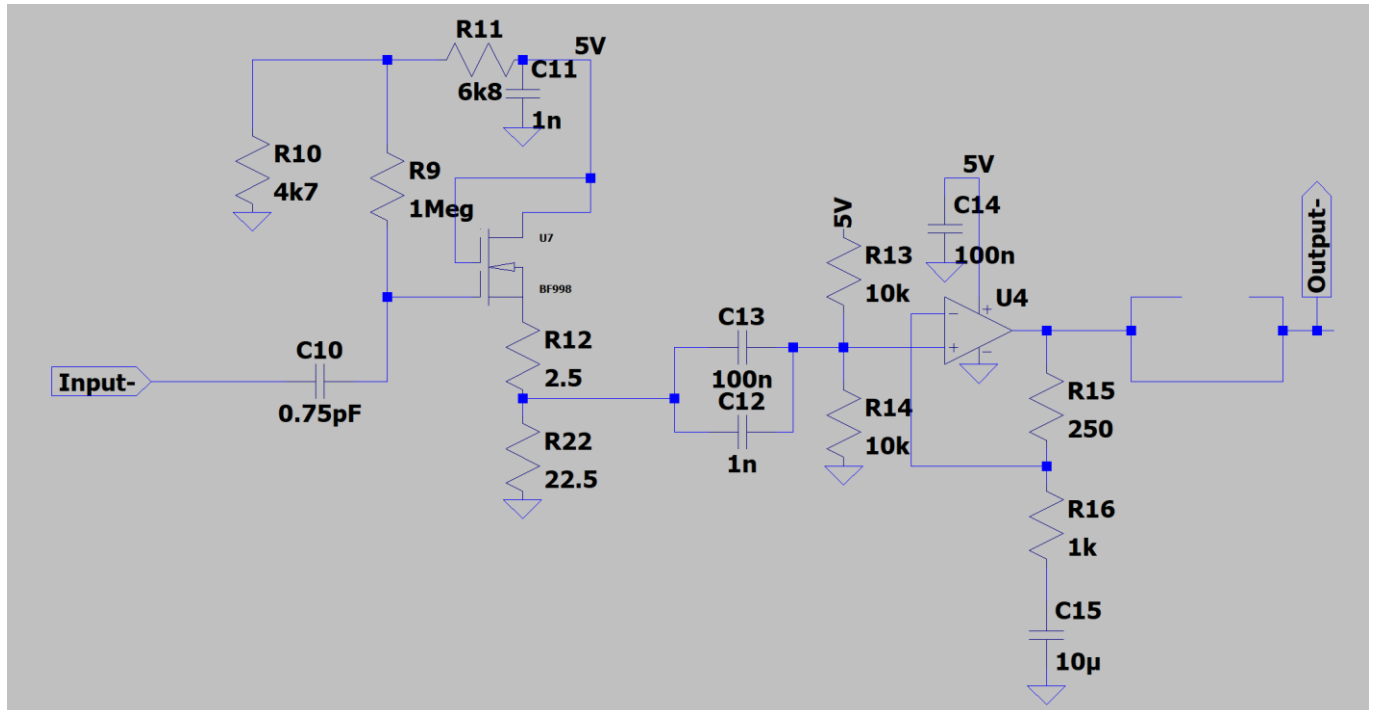 R11
5V
C11
6k8
1n
R10
4k7
R9
1Meg
U7
BF998
R12
2.5
C10
Input-
0.75pF
R22
22.5
C13
100n
C12
1n
5V
R13
10k
R14
10k
5V
C14
100n
U4
R15
250
R16
1k
C15
10µ
Output-